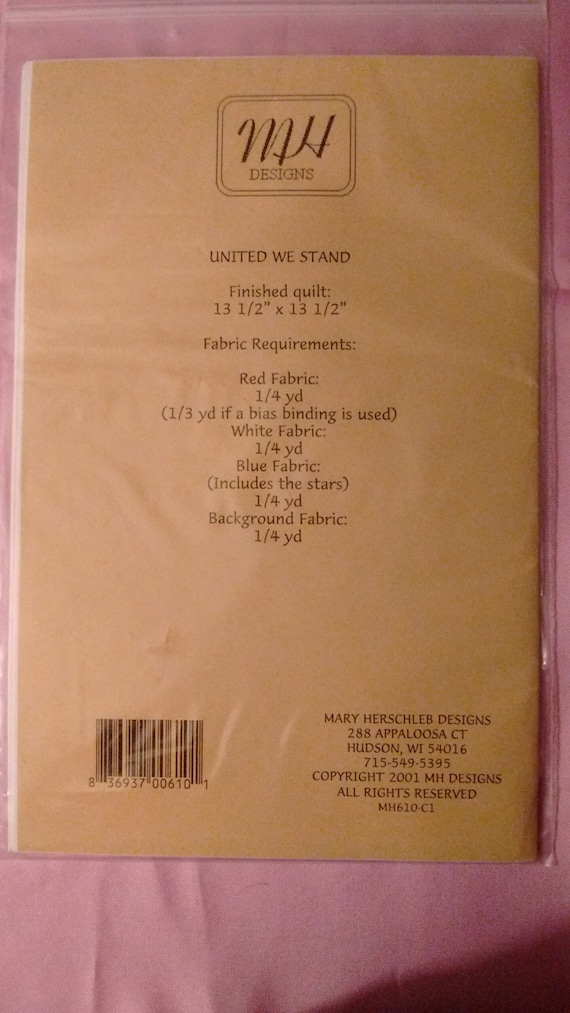 MH
DESIGNS
UNITED WE STAND
Finished quilt:
13 1/2" x 13 1/2"
Fabric Requirements:
Red Fabric:
1/4 yd
(1/3 yd if a bias binding is used)
White Fabric:
1/4 yd
Blue Fabric:
(Includes the stars)
1/4 yd
Background Fabric:
1/4 yd
8 36937 00610 1
MARY HERSCHLEB DESIGNS
288 APPALOOSA CT
HUDSON, WI 54016
715-549-5395
COPYRIGHT 2001 MH DESIGNS
ALL RIGHTS RESERVED
MH610-C1